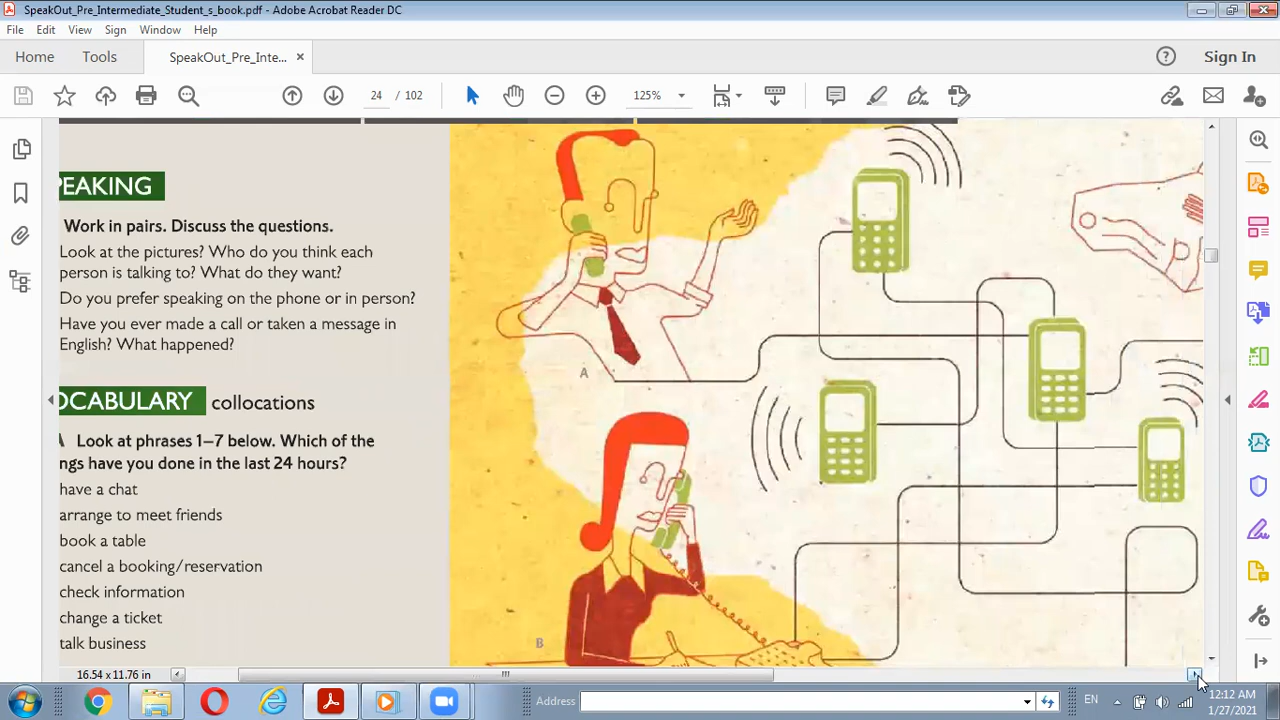 SpeakOut_Pre_Intermediate_Student_s_book.pdf - Adobe Acrobat Reader DC
File Edit View Sign Window Help
Home Tools SpeakOut_Pre_Inte... × Sign In
24 / 102 125%
PEAKING
Work in pairs. Discuss the questions.
Look at the pictures? Who do you think each
person is talking to? What do they want?
Do you prefer speaking on the phone or in person?
Have you ever made a call or taken a message in
English? What happened?
OCABULARY collocations
A Look at phrases 1–7 below. Which of the
ngs have you done in the last 24 hours?
have a chat
arrange to meet friends
book a table
cancel a booking/reservation
check information
change a ticket
talk business
A
B
16.54 x 11.76 in
Address EN 12:12 AM
1/27/2021